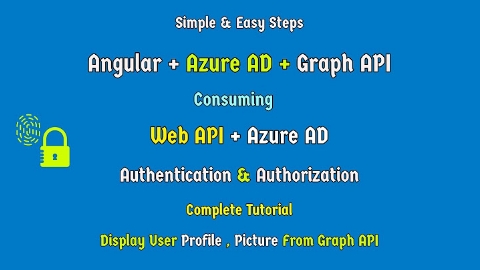 Simple & Easy Steps
Angular + Azure AD + Graph API
Consuming
Web API + Azure AD
Authentication & Authorization
Complete Tutorial
Display User Profile , Picture From Graph API